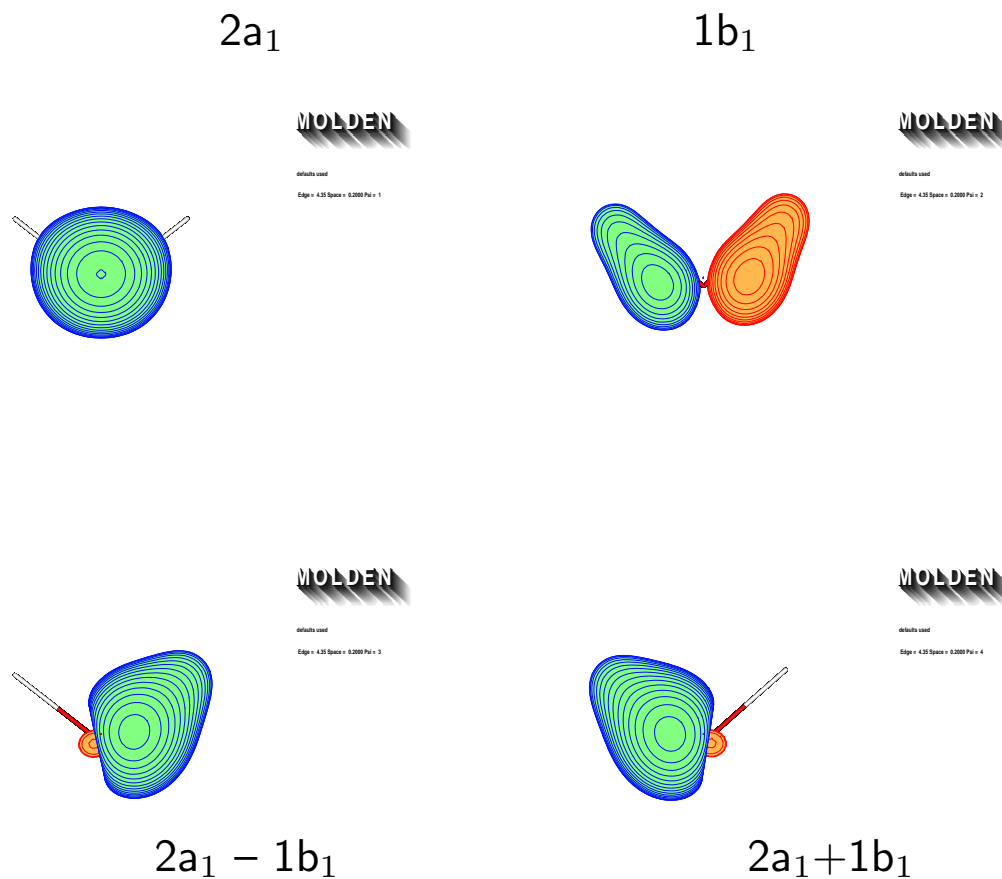 2a₁ 1b₁
MOLDEN MOLDEN
defaults used defaults used
Edge = 4.35 Space = 0.2000 Psi = 1 Edge = 4.35 Space = 0.2000 Psi = 2
MOLDEN MOLDEN
defaults used defaults used
Edge = 4.35 Space = 0.2000 Psi = 3 Edge = 4.35 Space = 0.2000 Psi = 4
2a₁ − 1b₁ 2a₁+1b₁